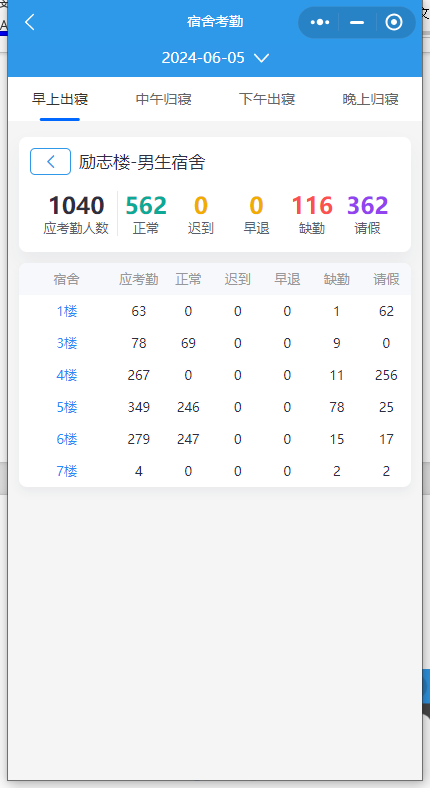 宿舍考勤
2024-06-05
早上出寝 中午归寝 下午出寝 晚上归寝
励志楼-男生宿舍
1040 562 0 0 116 362
应考勤人数 正常 迟到 早退 缺勤 请假
宿舍 应考勤 正常 迟到 早退 缺勤 请假
1楼 63 0 0 0 1 62
3楼 78 69 0 0 9 0
4楼 267 0 0 0 11 256
5楼 349 246 0 0 78 25
6楼 279 247 0 0 15 17
7楼 4 0 0 0 2 2